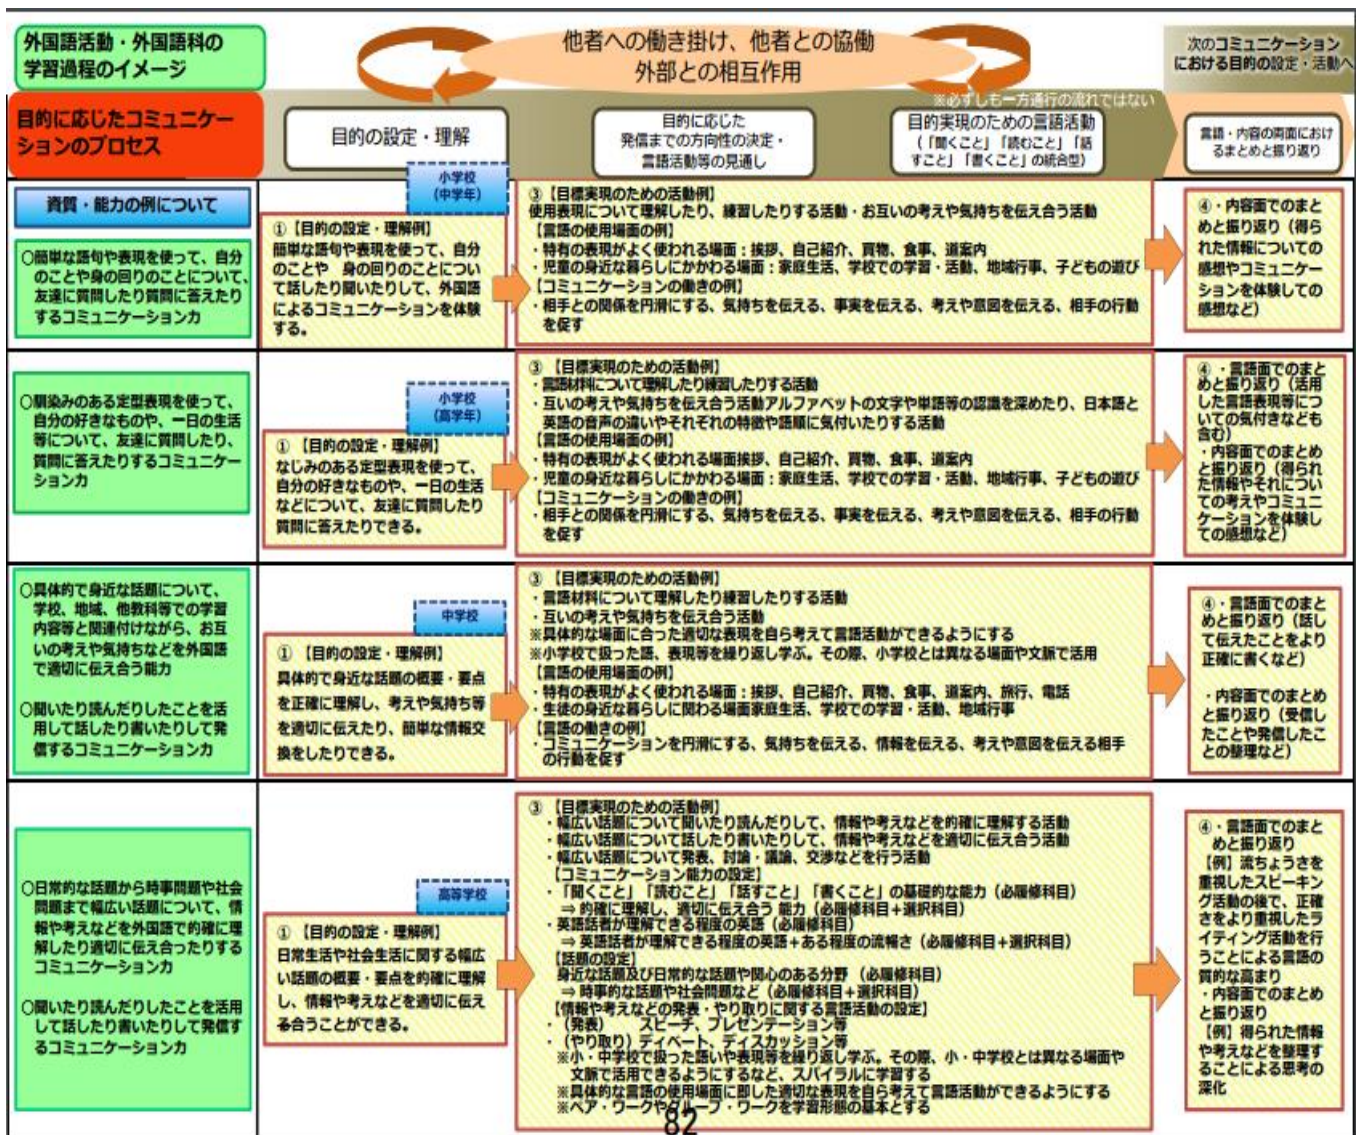 外国語活動・外国語科の
学習過程のイメージ
他者への働き掛け、他者との協働
外部との相互作用
次のコミュニケーション
における目的の設定・活動へ
※必ずしも一方通行の流れではない
目的に応じたコミュニケー
ションのプロセス
目的の設定・理解
目的に応じた
発信までの方向性の決定・
言語活動等の見通し
目的実現のための言語活動
(「聞くこと」「読むこと」「話
すこと」「書くこと」の統合型)
言語・内容の両面におけ
るまとめと振り返り
資質・能力の例について
〇簡単な語句や表現を使って、自分
のことや身の回りのことについて、
友達に質問したり質問に答えたり
するコミュニケーション力
小学校
(中学年)
① 【目的の設定・理解例】
簡単な語句や表現を使って、自分
のことや 身の回りのことについ
て話したり聞いたりして、外国語
によるコミュニケーションを体験
する。
③ 【目標実現のための活動例】
使用表現について理解したり、練習したりする活動・お互いの考えや気持ちを伝え合う活動
【言語の使用場面の例】
・特有の表現がよく使われる場面:挨拶、自己紹介、買物、食事、道案内
・児童の身近な暮らしにかかわる場面:家庭生活、学校での学習・活動、地域行事、子どもの遊び
【コミュニケーションの働きの例】
・相手との関係を円滑にする、気持ちを伝える、事実を伝える、考えや意図を伝える、相手の行動
を促す
④・内容面でのまと
めと振り返り(得ら
れた情報についての
感想やコミュニケー
ションを体験しての
感想など)
〇馴染みのある定型表現を使って、
自分の好きなものや、一日の生活
等について、友達に質問したり、
質問に答えたりするコミュニケー
ション力
小学校
(高学年)
① 【目的の設定・理解例】
なじみのある定型表現を使って、
自分の好きなものや、一日の生活
などについて、友達に質問したり
質問に答えたりできる。
③ 【目標実現のための活動例】
・言語材料について理解したり練習したりする活動
・互いの考えや気持ちを伝え合う活動アルファベットの文字や単語等の認識を深めたり、日本語と
英語の音声の違いやそれぞれの特徴や語順に気付いたりする活動
【言語の使用場面の例】
・特有の表現がよく使われる場面挨拶、自己紹介、買物、食事、道案内
・児童の身近な暮らしにかかわる場面:家庭生活、学校での学習・活動、地域行事、子どもの遊び
【コミュニケーションの働きの例】
・相手との関係を円滑にする、気持ちを伝える、事実を伝える、考えや意図を伝える、相手の行動
を促す
④ ・言語面でのまと
めと振り返り(活用
した言語表現等につ
いての気付きなども
含む)
・内容面でのまとめ
と振り返り(得られ
た情報やそれについ
ての考えやコミュニ
ケーションを体験し
ての感想など)
〇具体的で身近な話題について、
学校、地域、他教科等での学習
内容等と関連付けながら、お互
いの考えや気持ちなどを外国語
で適切に伝え合う能力
〇聞いたり読んだりしたことを活
用して話したり書いたりして発
信するコミュニケーション力
中学校
① 【目的の設定・理解例】
具体的で身近な話題の概要・要点
を正確に理解し、考えや気持ち等
を適切に伝えたり、簡単な情報交
換をしたりできる。
③ 【目標実現のための活動例】
・言語材料について理解したり練習したりする活動
・互いの考えや気持ちを伝え合う活動
※具体的な場面に合った適切な表現を自ら考えて言語活動ができるようにする
※小学校で扱った語、表現等を繰り返し学ぶ。その際、小学校とは異なる場面や文脈で活用
【言語の使用場面の例】
・特有の表現がよく使われる場面:挨拶、自己紹介、買物、食事、道案内、旅行、電話
・生徒の身近な暮らしに関わる場面家庭生活、学校での学習・活動、地域行事
【言語の働きの例】
・コミュニケーションを円滑にする、気持ちを伝える、情報を伝える、考えや意図を伝える相手
の行動を促す
④・言語面でのまと
めと振り返り(話し
て伝えたことをより
正確に書くなど)
・内容面でのまとめ
と振り返り(受信し
たことや発信したこ
との整理など)
〇日常的な話題から時事問題や社会
問題まで幅広い話題について、情
報や考えなどを外国語で的確に理
解したり適切に伝え合ったりする
コミュニケーション力
〇聞いたり読んだりしたことを活用
して話したり書いたりして発信す
るコミュニケーション力
高等学校
① 【目的の設定・理解例】
日常生活や社会生活に関する幅広
い話題の概要・要点を的確に理解
し、情報や考えなどを適切に伝え
る合うことができる。
③ 【目標実現のための活動例】
・幅広い話題について聞いたり読んだりして、情報や考えなどを的確に理解する活動
・幅広い話題について話したり書いたりして、情報や考えなどを適切に伝え合う活動
・幅広い話題について発表、討論・議論、交渉などを行う活動
【コミュニケーション能力の設定】
・「聞くこと」「読むこと」「話すこと」「書くこと」の基礎的な能力(必履修科目)
⇒ 的確に理解し、適切に伝え合う 能力(必履修科目+選択科目)
・英語話者が理解できる程度の英語(必履修科目)
⇒ 英語話者が理解できる程度の英語+ある程度の流暢さ(必履修科目+選択科目)
【話題の設定】
身近な話題及び日常的な話題や関心のある分野 (必履修科目)
⇒ 時事的な話題や社会問題など(必履修科目+選択科目)
【情報や考えなどの発表・やり取りに関する言語活動の設定】
・(発表) スピーチ、プレゼンテーション等
・(やり取り)ディベート、ディスカッション等
※小・中学校で扱った語いや表現等を繰り返し学ぶ。その際、小・中学校とは異なる場面や
文脈で活用できるようにするなど、スパイラルに学習する
※具体的な言語の使用場面に即した適切な表現を自ら考えて言語活動ができるようにする
※ペア・ワークやグループ・ワークを学習形態の基本とする
④・言語面でのまと
めと振り返り
【例】流ちょうさを
重視したスピーキン
グ活動の後で、正確
さをより重視したラ
イティング活動を行
うことによる言語の
質的な高まり
・内容面でのまとめ
と振り返り
【例】得られた情報
や考えなどを整理す
ることによる思考の
深化
82